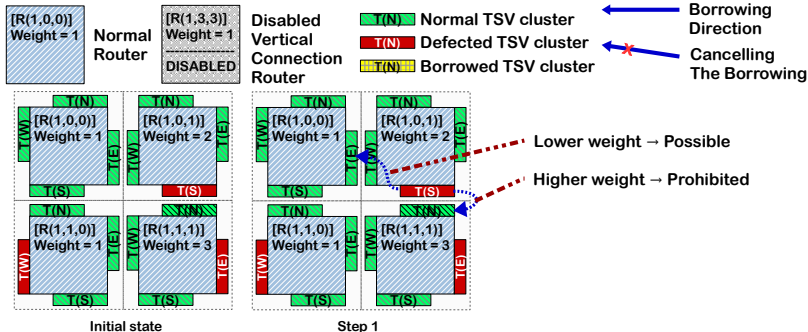 [R(1,0,0)]
Weight = 1
Normal
Router
[R(1,3,3)]
Weight = 1
DISABLED
Disabled
Vertical
Connection
Router
T(N) Normal TSV cluster
T(N) Defected TSV cluster
T(N) Borrowed TSV cluster
Borrowing
Direction
X
Cancelling
The Borrowing
T(N)
T(W)
[R(1,0,0)]
Weight = 1
T(E)
T(S)
T(N)
T(W)
[R(1,0,1)]
Weight = 2
T(E)
T(S)
T(N)
T(W)
[R(1,1,0)]
Weight = 1
T(E)
T(S)
T(N)
T(W)
[R(1,1,1)]
Weight = 3
T(E)
T(S)
Initial state
T(N)
T(W)
[R(1,0,0)]
Weight = 1
T(E)
T(S)
T(N)
T(W)
[R(1,0,1)]
Weight = 2
T(E)
T(S)
T(N)
T(W)
[R(1,1,0)]
Weight = 1
T(E)
T(S)
T(N)
T(W)
[R(1,1,1)]
Weight = 3
T(E)
T(S)
Step 1
Lower weight → Possible
Higher weight → Prohibited